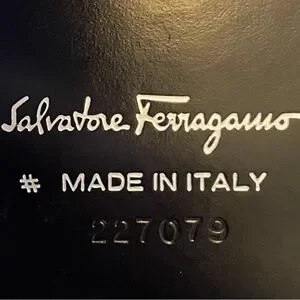 Salvatore Ferragamo
# MADE IN ITALY
227079